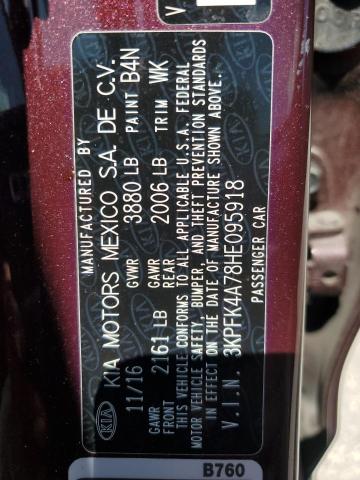 MANUFACTURED BY
KIA KIA MOTORS MEXICO S.A. DE C.V.
11/16 GVWR 3880 LB PAINT B4N
GAWR FRONT 2161 LB GAWR REAR 2006 LB TRIM WK
THIS VEHICLE CONFORMS TO ALL APPLICABLE U.S.A. FEDERAL
MOTOR VEHICLE SAFETY, BUMPER, AND THEFT PREVENTION STANDARDS
IN EFFECT ON THE DATE OF MANUFACTURE SHOWN ABOVE.
V.I.N. 3KPFK4A78HE095918
PASSENGER CAR
B760
V.